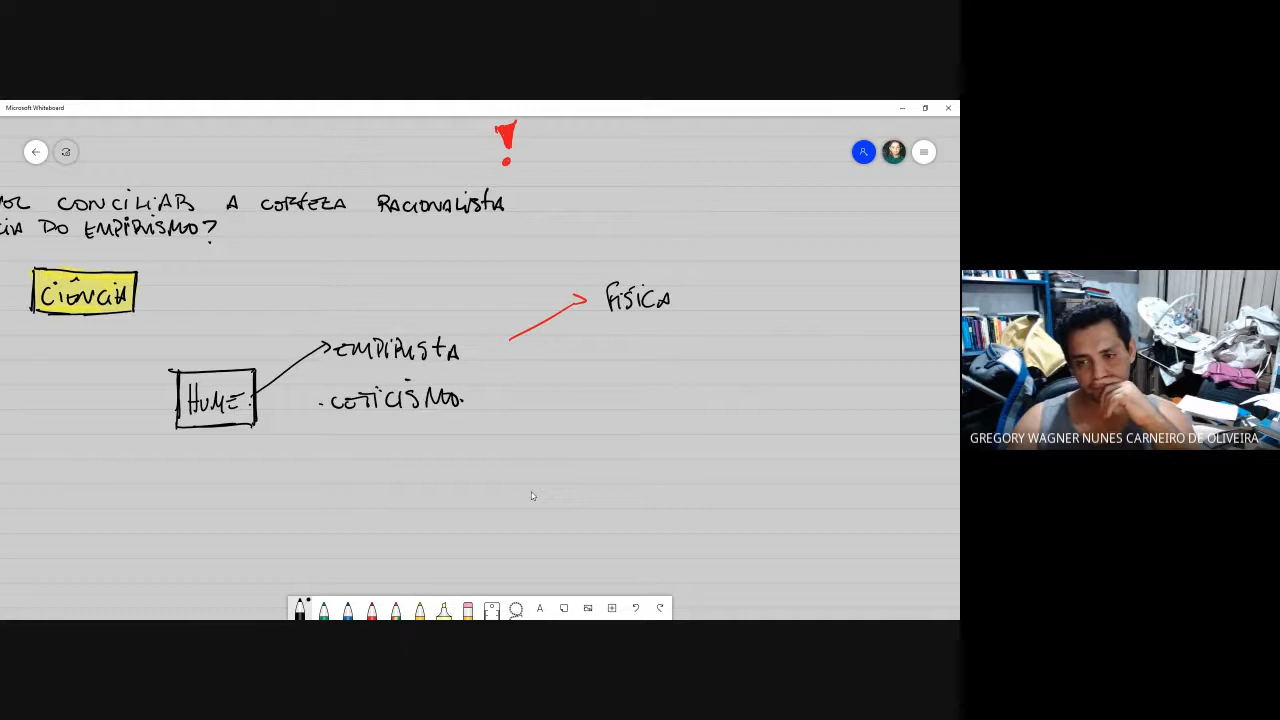 Microsoft Whiteboard
CONCILIAR A CERTEZA RACIONALISTA
DO EMPIRISMO?
CIÊNCIA
FÍSICA
EMPIRISTA
HUME
. CETICISMO.
GREGORY WAGNER NUNES CARNEIRO DE OLIVEIRA